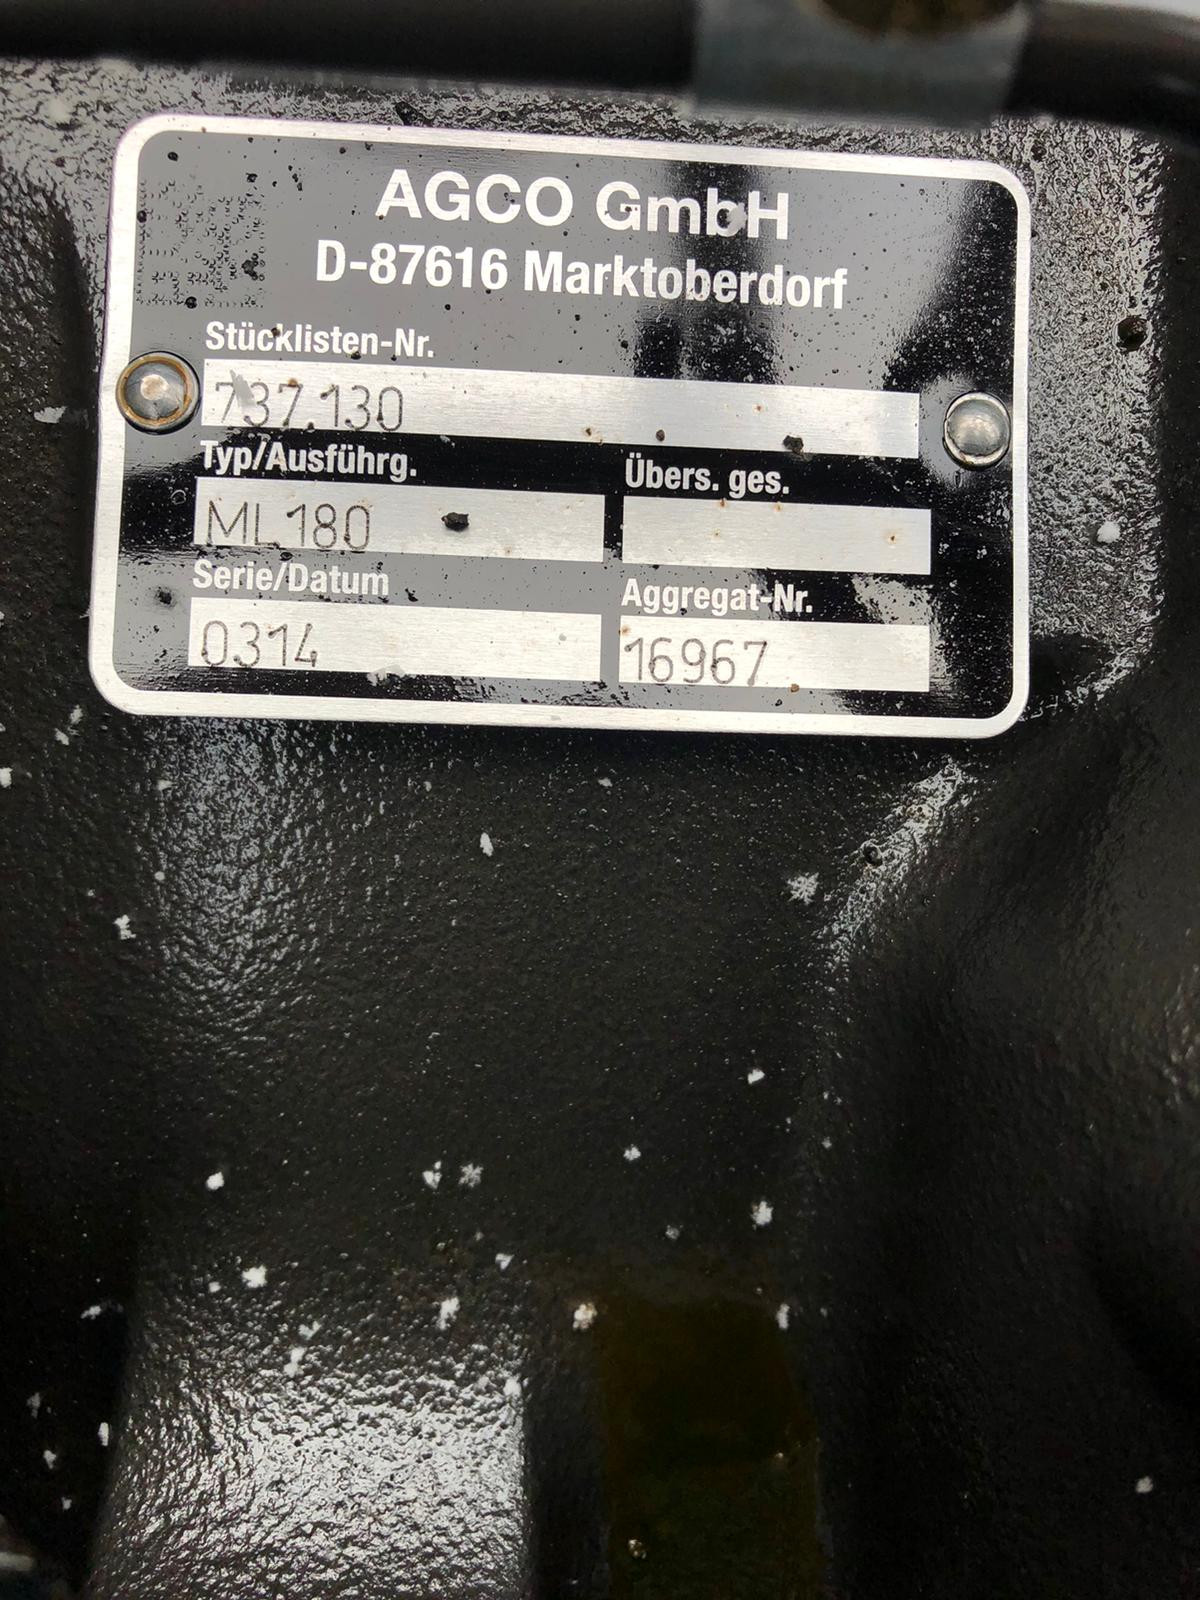 AGCO GmbH
D-87616 Marktoberdorf
Stücklisten-Nr.
737.130
Typ/Ausführg.
Übers. ges.
ML180
Serie/Datum
Aggregat-Nr.
0314
16967